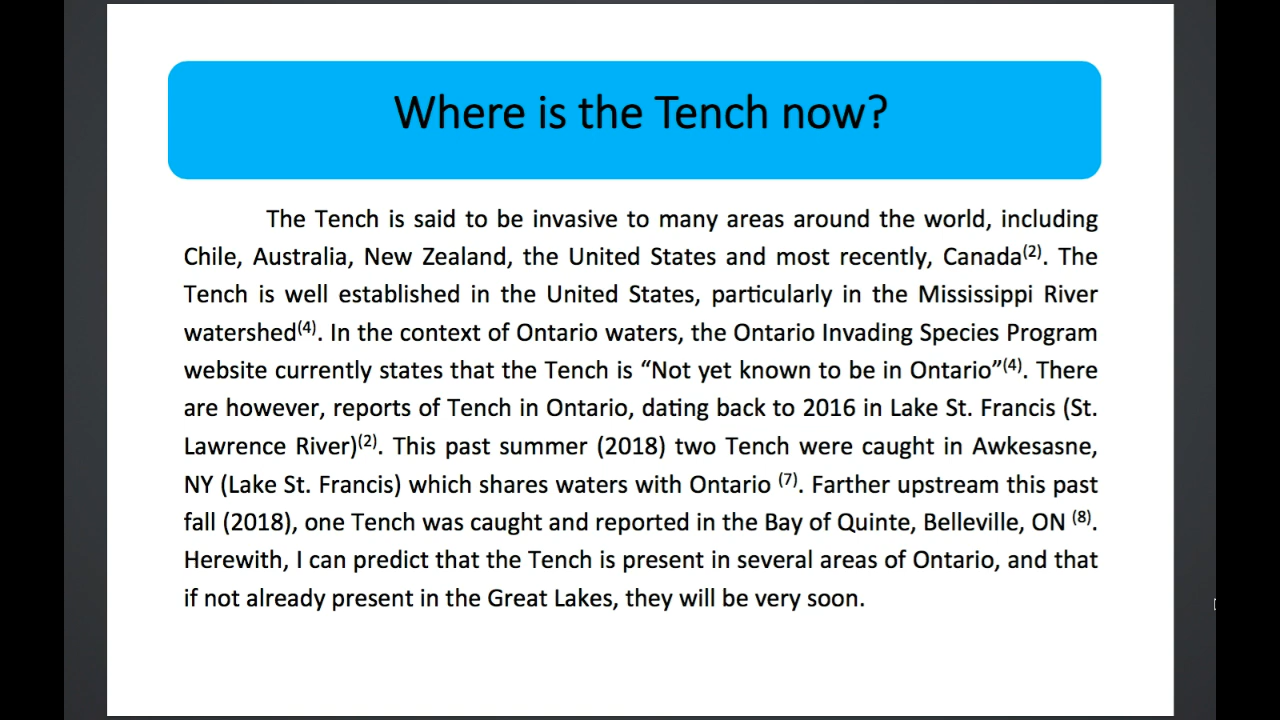 Where is the Tench now?
The Tench is said to be invasive to many areas around the world, including
Chile, Australia, New Zealand, the United States and most recently, Canada(2). The
Tench is well established in the United States, particularly in the Mississippi River
watershed(4). In the context of Ontario waters, the Ontario Invading Species Program
website currently states that the Tench is “Not yet known to be in Ontario”(4). There
are however, reports of Tench in Ontario, dating back to 2016 in Lake St. Francis (St.
Lawrence River)(2). This past summer (2018) two Tench were caught in Awkesasne,
NY (Lake St. Francis) which shares waters with Ontario (7). Farther upstream this past
fall (2018), one Tench was caught and reported in the Bay of Quinte, Belleville, ON (8).
Herewith, I can predict that the Tench is present in several areas of Ontario, and that
if not already present in the Great Lakes, they will be very soon.